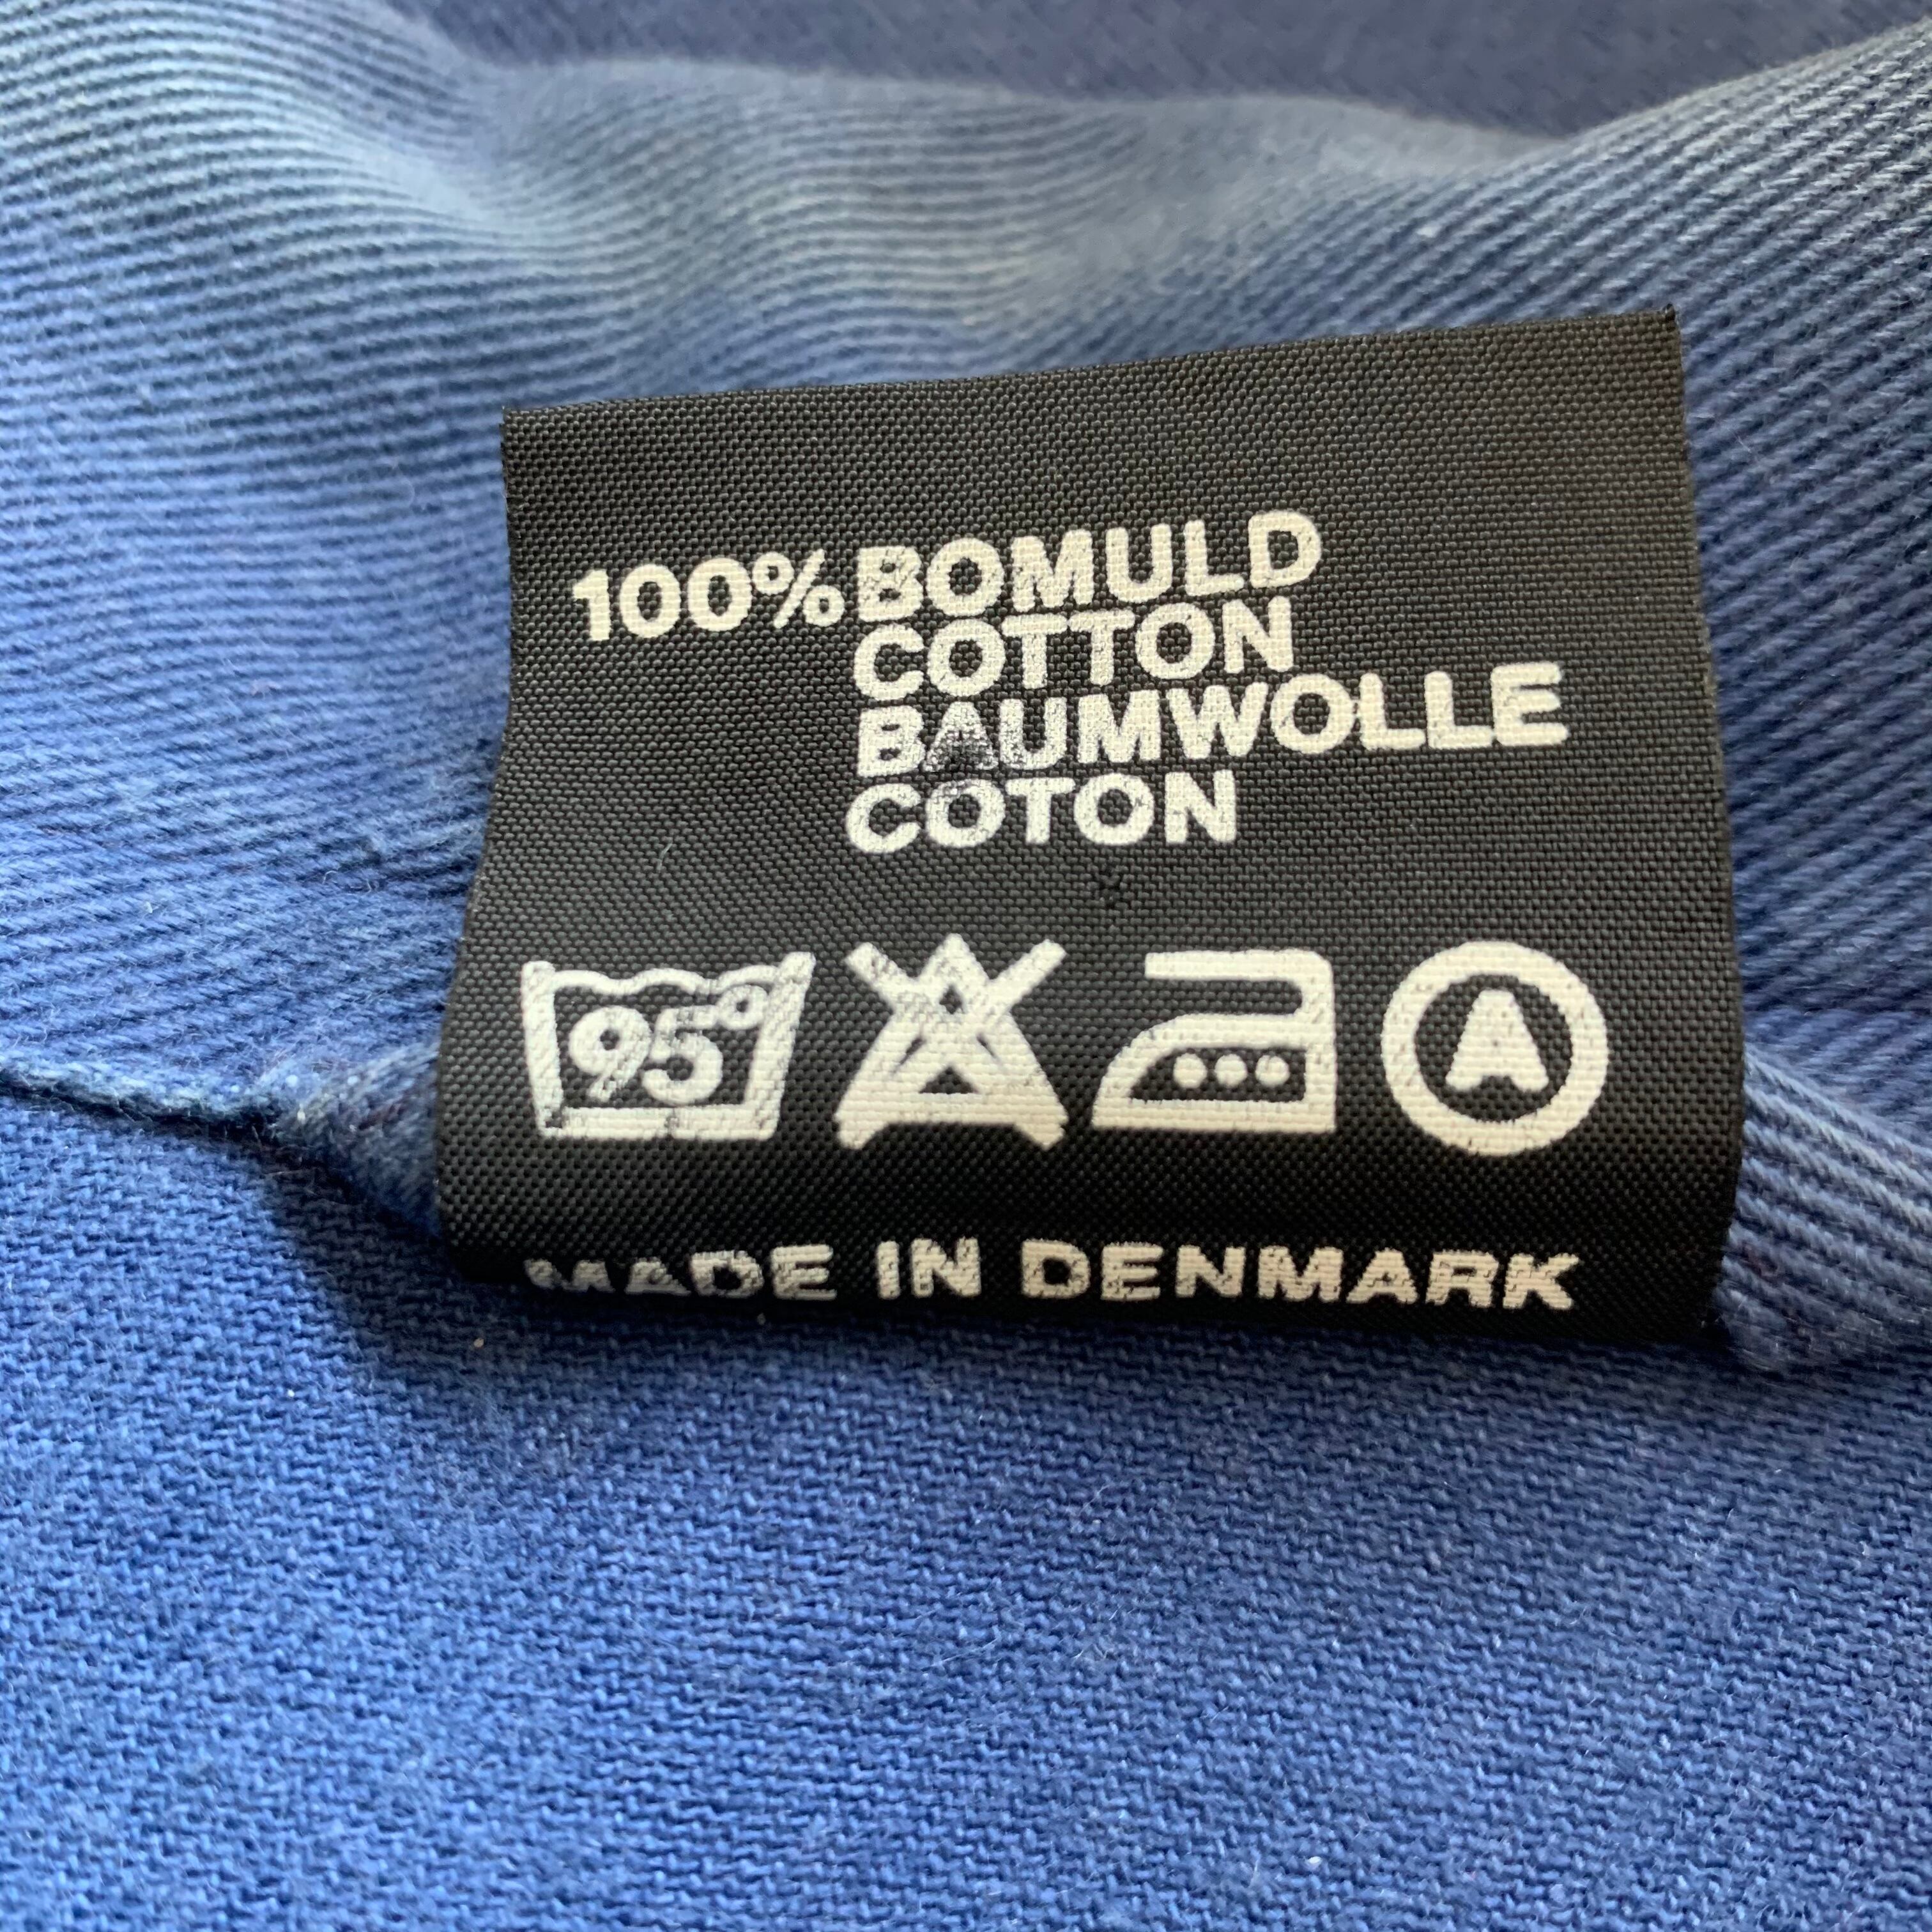 100% BOMULD
COTTON
BAUMWOLLE
COTON
95°
A
MADE IN DENMARK